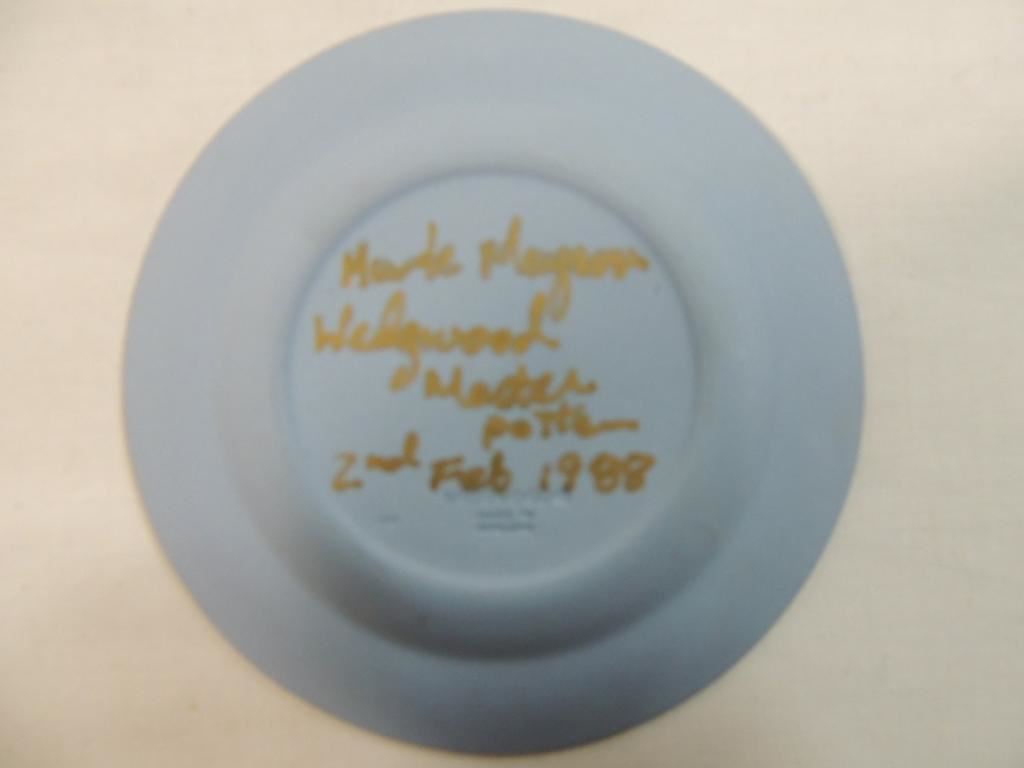 Mark
Wedgwood
Master
potter
2nd Feb 1988